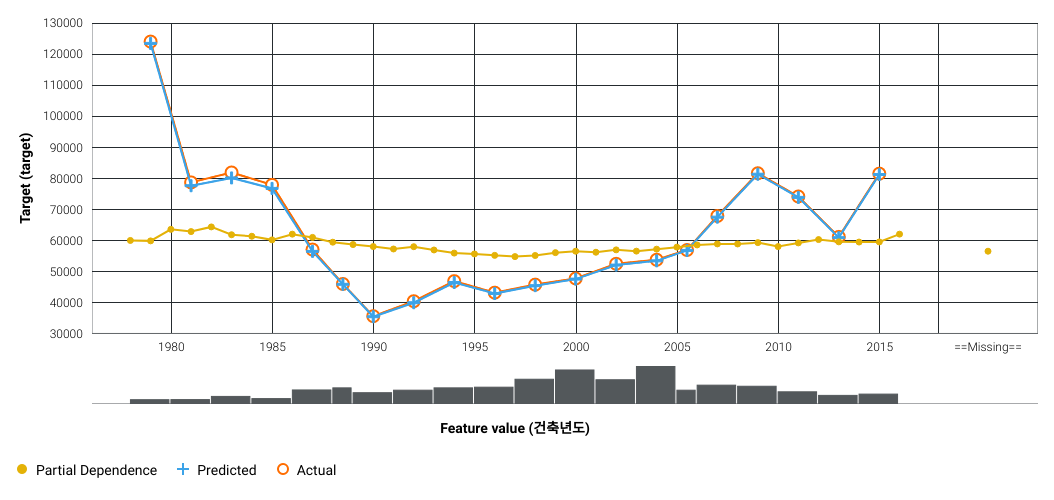 130000
120000
110000
100000
90000
80000
70000
60000
50000
40000
30000
Target (target)
1980 1985 1990 1995 2000 2005 2010 2015 ==Missing==
Feature value (건축년도)
Partial Dependence Predicted Actual